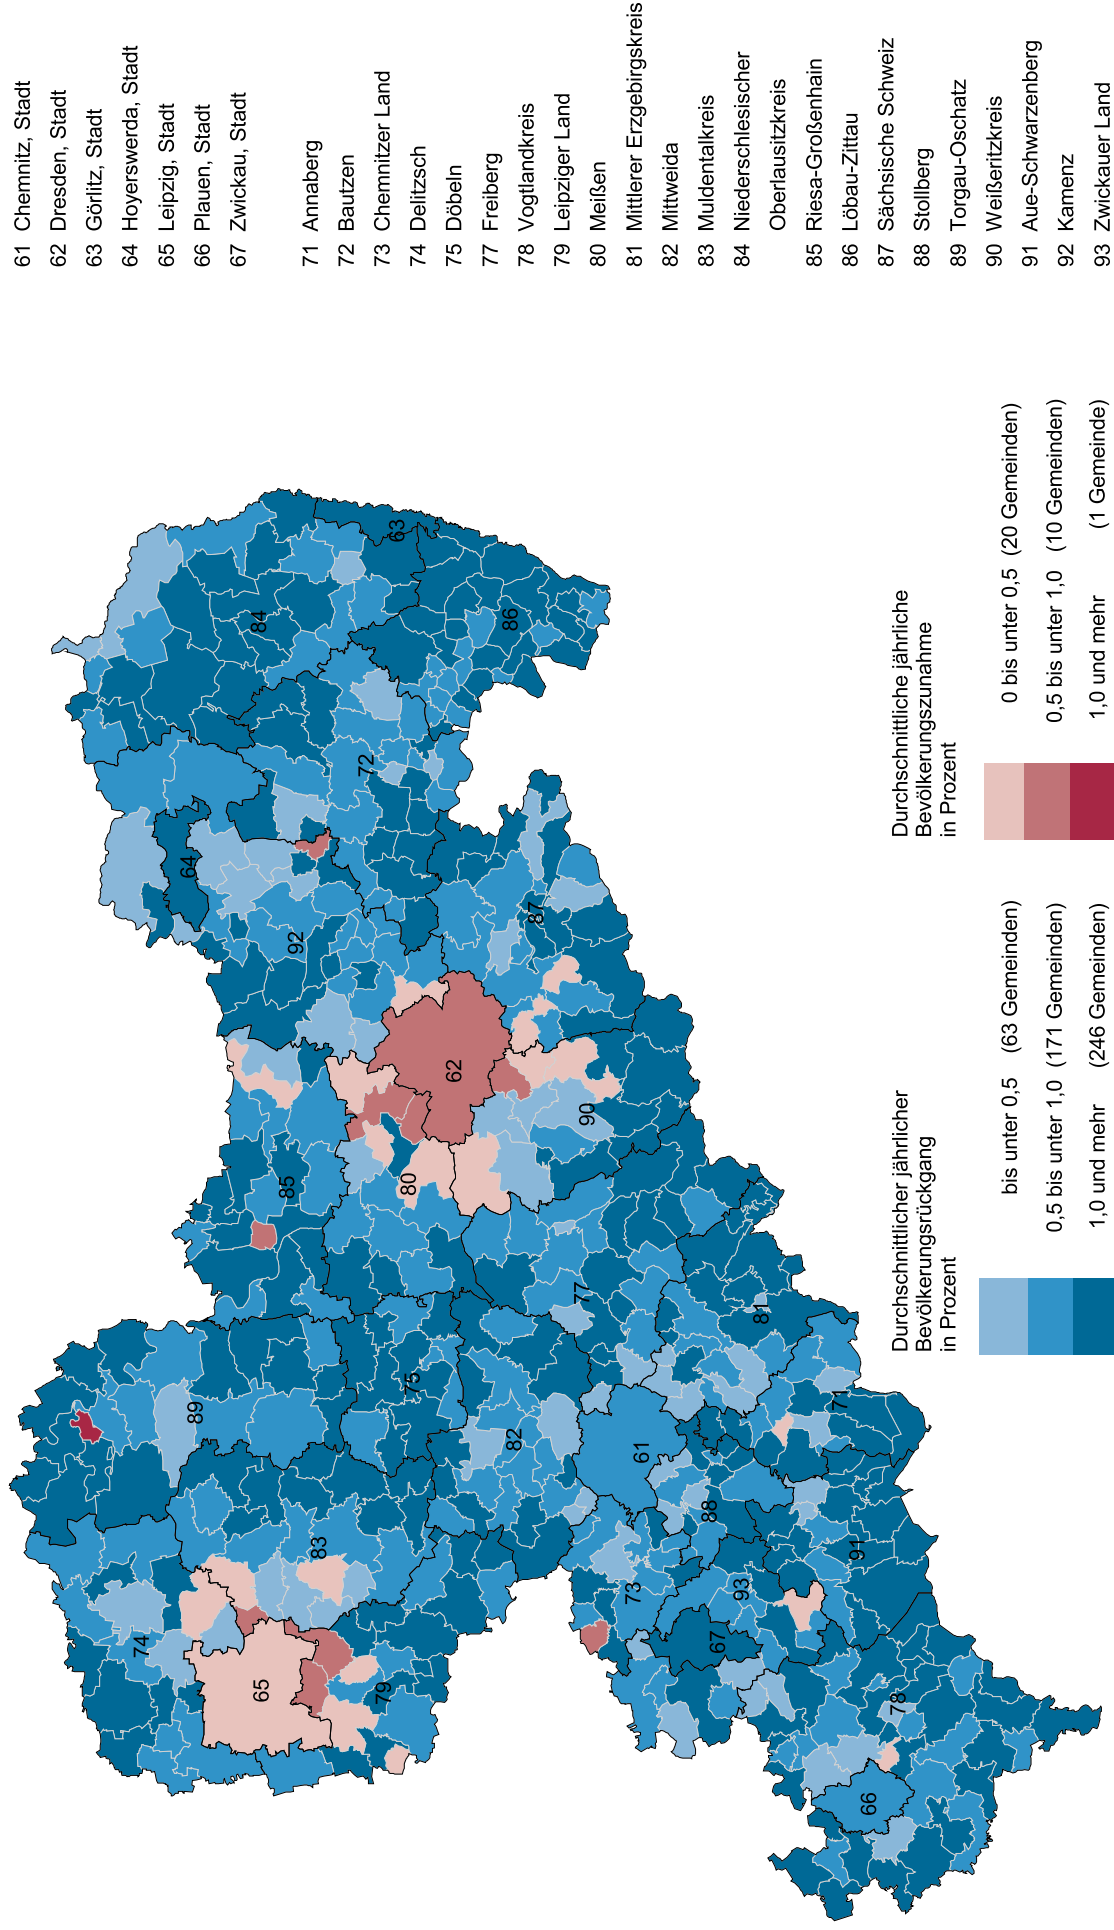 61 Chemnitz, Stadt
62 Dresden, Stadt
63 Görlitz, Stadt
64 Hoyerswerda, Stadt
65 Leipzig, Stadt
66 Plauen, Stadt
67 Zwickau, Stadt
71 Annaberg
72 Bautzen
73 Chemnitzer Land
74 Delitzsch
75 Döbeln
77 Freiberg
78 Vogtlandkreis
79 Leipziger Land
80 Meißen
81 Mittlerer Erzgebirgskreis
82 Mittweida
83 Muldentalkreis
84 Niederschlesischer
Oberlausitzkreis
85 Riesa-Großenhain
86 Löbau-Zittau
87 Sächsische Schweiz
88 Stollberg
89 Torgau-Oschatz
90 Weißeritzkreis
91 Aue-Schwarzenberg
92 Kamenz
93 Zwickauer Land
74
89
64
84
65
83
85
92
72
63
79
75
80
62
86
82
87
77
90
73
61
67
93
88
81
66
78
91
71
Durchschnittlicher jährlicher
Bevölkerungsrückgang
in Prozent
bis unter 0,5 (63 Gemeinden)
0,5 bis unter 1,0 (171 Gemeinden)
1,0 und mehr (246 Gemeinden)
Durchschnittliche jährliche
Bevölkerungszunahme
in Prozent
0 bis unter 0,5 (20 Gemeinden)
0,5 bis unter 1,0 (10 Gemeinden)
1,0 und mehr (1 Gemeinde)